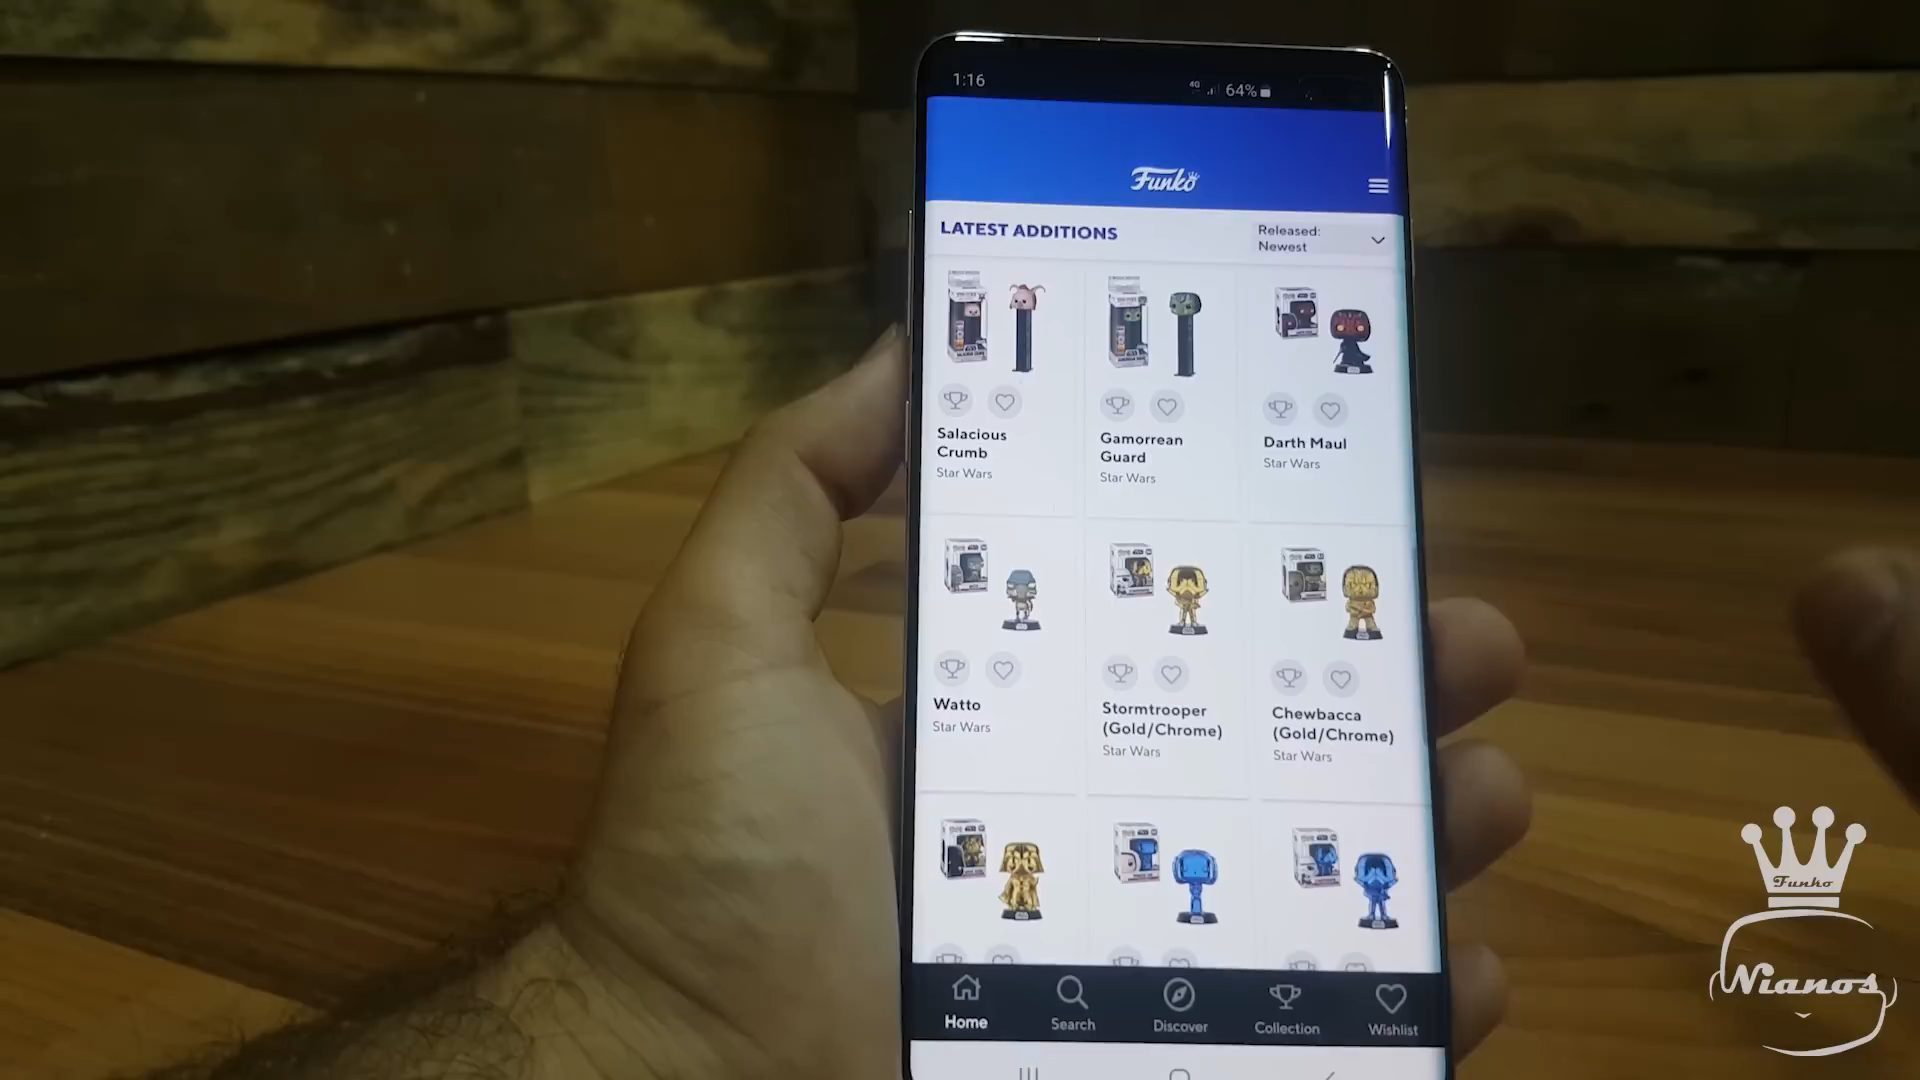 1:16
4G 64%
Funko
LATEST ADDITIONS
Released:
Newest
Salacious
Crumb
Star Wars
Gamorrean
Guard
Star Wars
Darth Maul
Star Wars
Watto
Star Wars
Stormtrooper
(Gold/Chrome)
Star Wars
Chewbacca
(Gold/Chrome)
Star Wars
Home
Search
Discover
Collection
Wishlist
Funko
Nianos